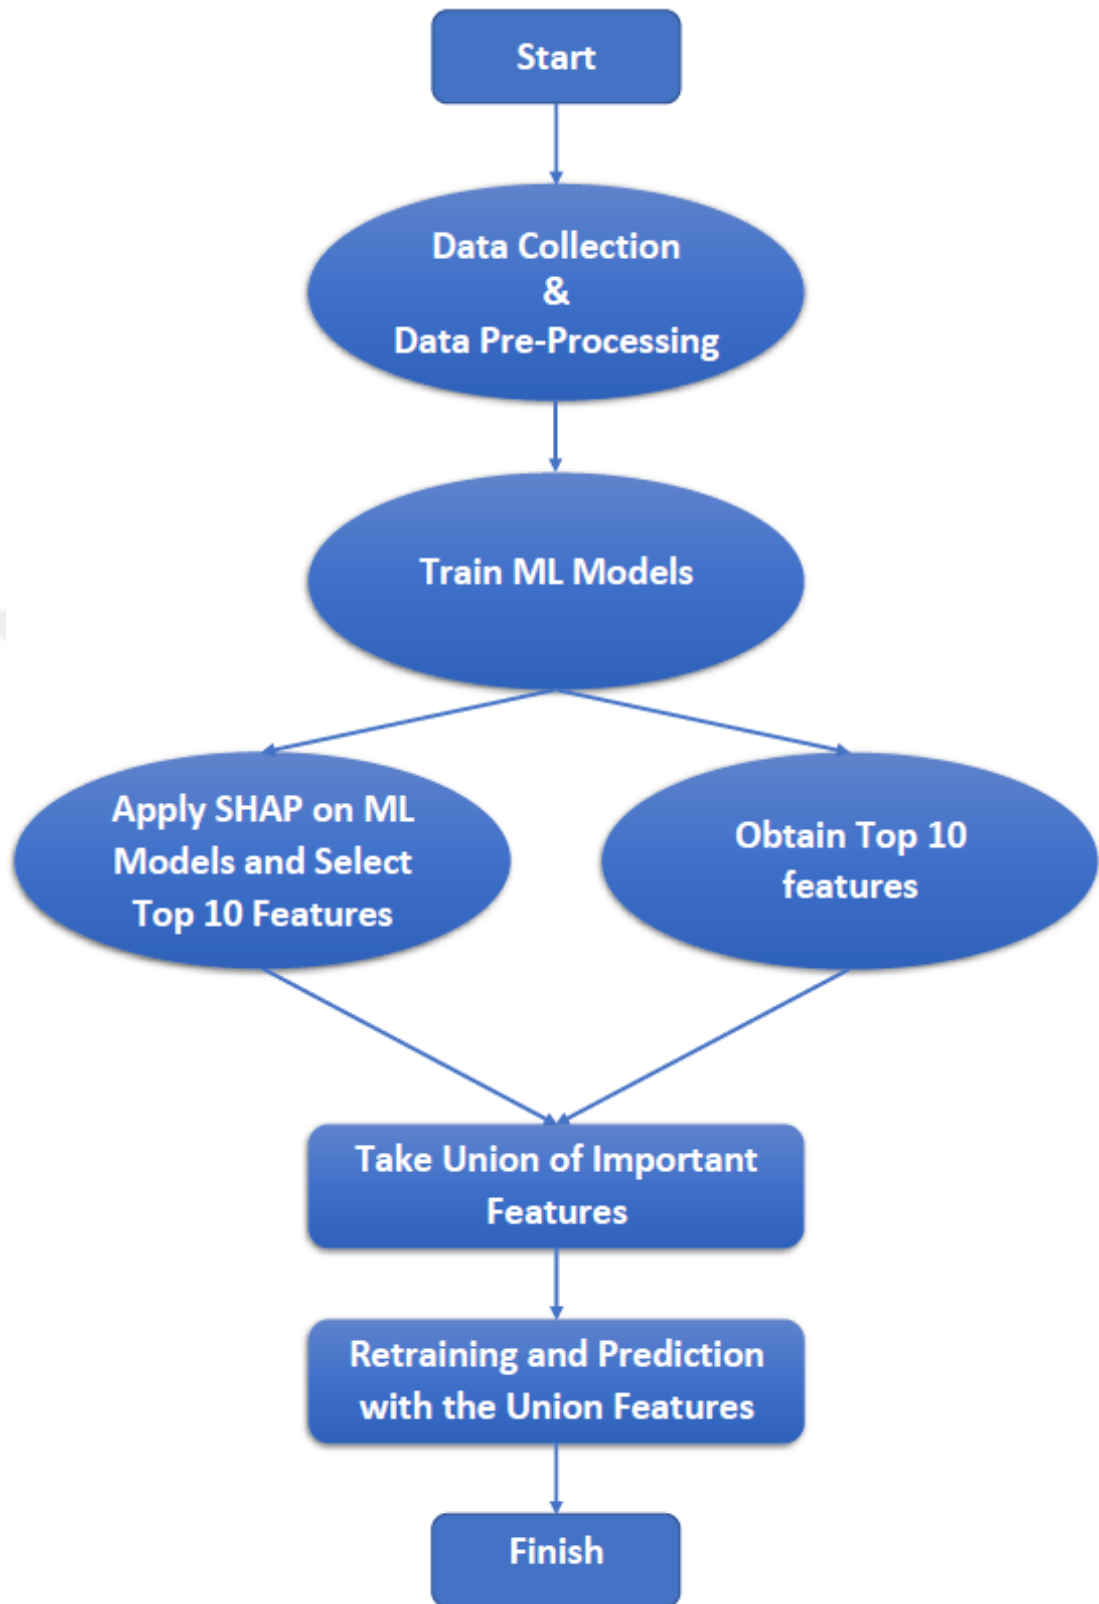 Start
Data Collection
&
Data Pre-Processing
Train ML Models
Apply SHAP on ML
Models and Select
Top 10 Features
Obtain Top 10
features
Take Union of Important
Features
Retraining and Prediction
with the Union Features
Finish